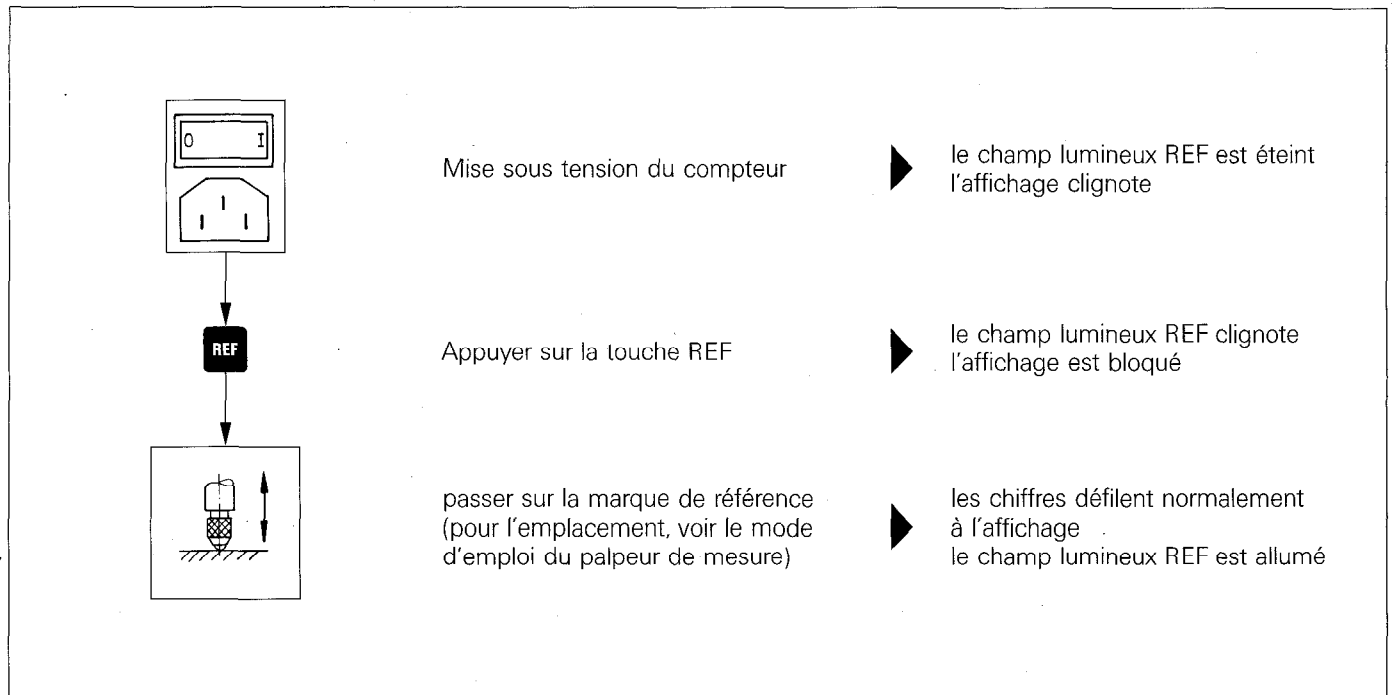 O I
Mise sous tension du compteur
le champ lumineux REF est éteint
l'affichage clignote
REF
Appuyer sur la touche REF
le champ lumineux REF clignote
l'affichage est bloqué
passer sur la marque de référence
(pour l'emplacement, voir le mode
d'emploi du palpeur de mesure)
les chiffres défilent normalement
à l'affichage
le champ lumineux REF est allumé